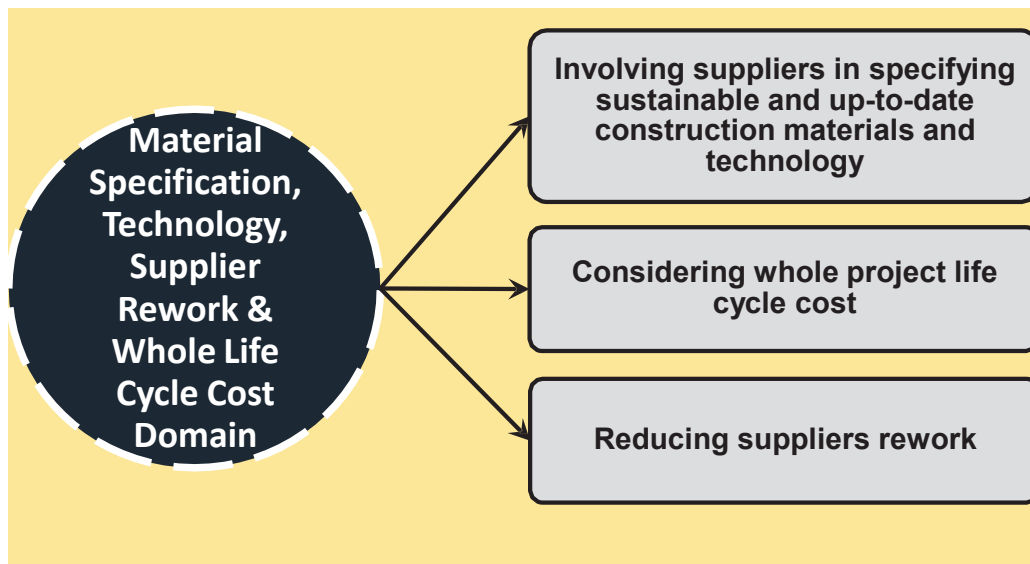 Material
Specification,
Technology,
Supplier
Rework &
Whole Life
Cycle Cost
Domain
Involving suppliers in specifying
sustainable and up-to-date
construction materials and
technology
Considering whole project life
cycle cost
Reducing suppliers rework